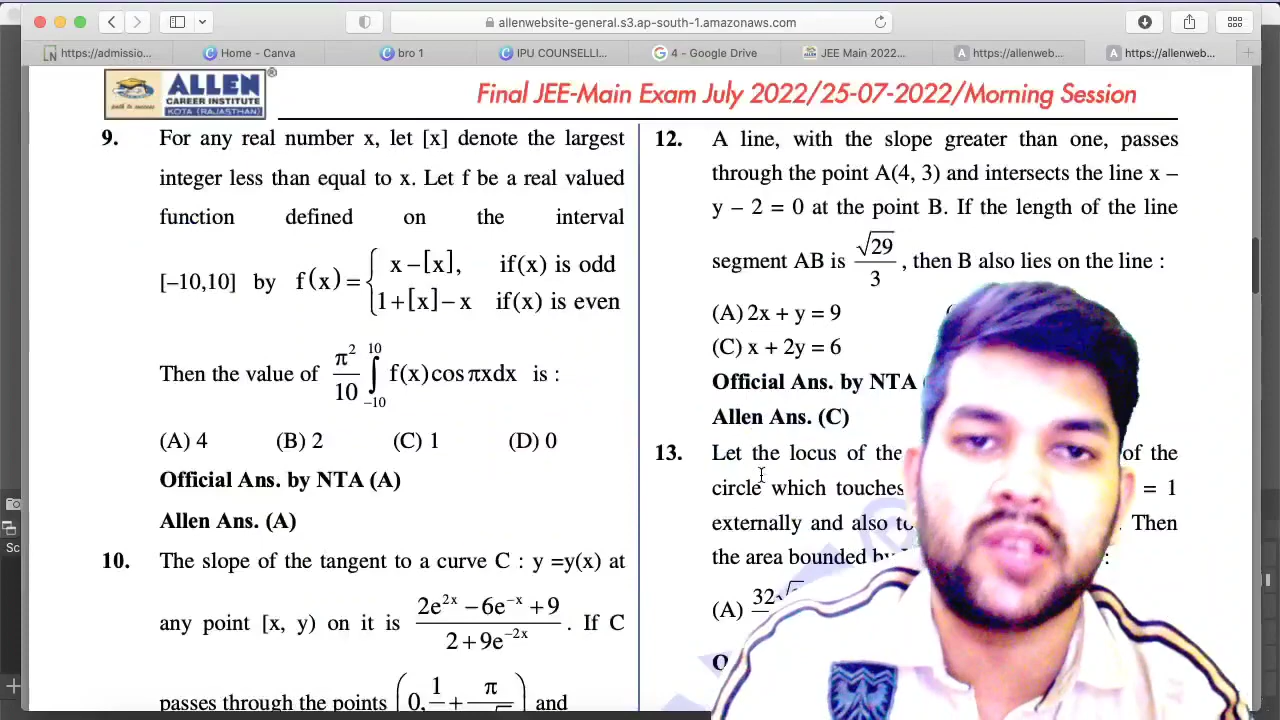 allenwebsite-general.s3.ap-south-1.amazonaws.com
https://admissio...
Home - Canva
bro 1
IPU COUNSELLI...
4 - Google Drive
JEE Main 2022...
https://allenweb...
https://allenweb...
ALLEN
CAREER INSTITUTE
KOTA (RAJASTHAN)
Final JEE-Main Exam July 2022/25-07-2022/Morning Session
9. For any real number x, let [x] denote the largest
integer less than equal to x. Let f be a real valued
function defined on the interval
[–10,10] by f(x) = { x – [x], if(x) is odd
1 + [x] – x if(x) is even
Then the value of π²/10 ∫₋₁₀¹⁰ f(x) cos πxdx is :
(A) 4 (B) 2 (C) 1 (D) 0
Official Ans. by NTA (A)
Allen Ans. (A)
10. The slope of the tangent to a curve C : y =y(x) at
any point [x, y) on it is (2e²ˣ – 6e⁻ˣ + 9)/(2 + 9e⁻²ˣ). If C
passes through the points (0, 1/ + π/ ) and
12. A line, with the slope greater than one, passes
through the point A(4, 3) and intersects the line x –
y – 2 = 0 at the point B. If the length of the line
segment AB is √29/3, then B also lies on the line :
(A) 2x + y = 9
(C) x + 2y = 6
Official Ans. by NTA
Allen Ans. (C)
13. Let the locus of the of the
circle which touches = 1
externally and also Then
the area bounded :
(A) 32√
Sc